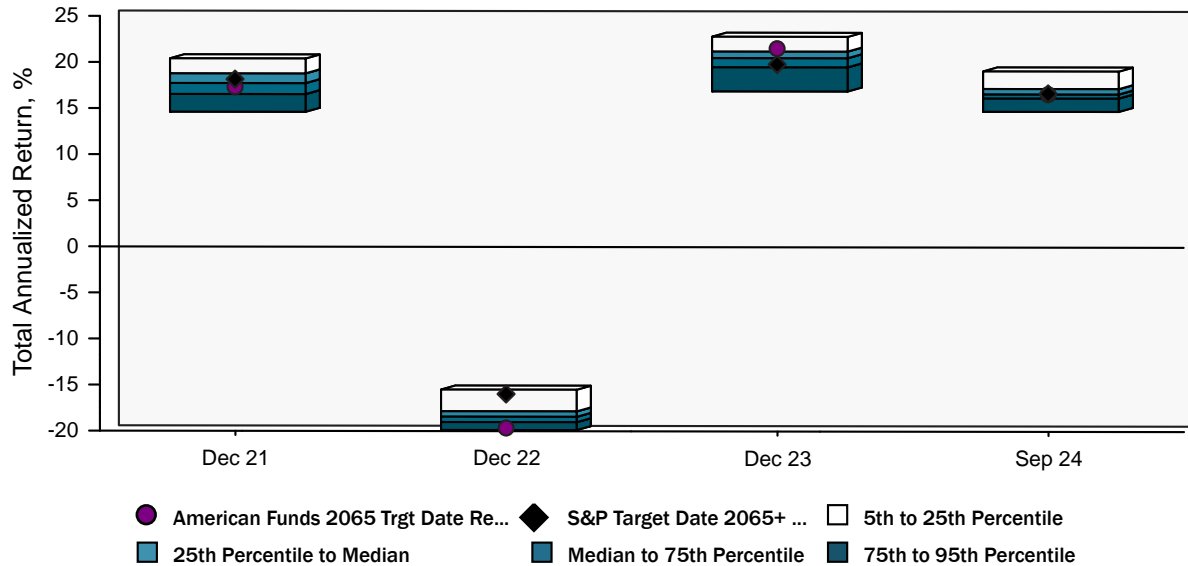 Total Annualized Return, %
25
20
15
10
5
0
-5
-10
-15
-20
Dec 21 Dec 22 Dec 23 Sep 24
American Funds 2065 Trgt Date Re... S&P Target Date 2065+ ... 5th to 25th Percentile
25th Percentile to Median Median to 75th Percentile 75th to 95th Percentile